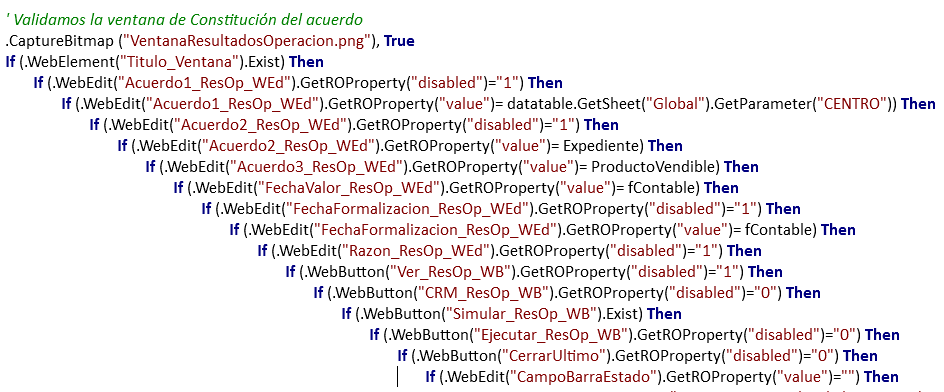 ' Validamos la ventana de Constitución del acuerdo
.CaptureBitmap ("VentanaResultadosOperacion.png"), True
If (.WebElement("Titulo_Ventana").Exist) Then
If (.WebEdit("Acuerdo1_ResOp_WEd").GetROProperty("disabled")="1") Then
If (.WebEdit("Acuerdo1_ResOp_WEd").GetROProperty("value")= datatable.GetSheet("Global").GetParameter("CENTRO")) Then
If (.WebEdit("Acuerdo2_ResOp_WEd").GetROProperty("disabled")="1") Then
If (.WebEdit("Acuerdo2_ResOp_WEd").GetROProperty("value")= Expediente) Then
If (.WebEdit("Acuerdo3_ResOp_WEd").GetROProperty("value")= ProductoVendible) Then
If (.WebEdit("FechaValor_ResOp_WEd").GetROProperty("value")= fContable) Then
If (.WebEdit("FechaFormalizacion_ResOp_WEd").GetROProperty("disabled")="1") Then
If (.WebEdit("FechaFormalizacion_ResOp_WEd").GetROProperty("value")= fContable) Then
If (.WebEdit("Razon_ResOp_WEd").GetROProperty("disabled")="1") Then
If (.WebButton("Ver_ResOp_WB").GetROProperty("disabled")="1") Then
If (.WebButton("CRM_ResOp_WB").GetROProperty("disabled")="0") Then
If (.WebButton("Simular_ResOp_WB").Exist) Then
If (.WebButton("Ejecutar_ResOp_WB").GetROProperty("disabled")="0") Then
If (.WebButton("CerrarUltimo").GetROProperty("disabled")="0") Then
If (.WebEdit("CampoBarraEstado").GetROProperty("value")="") Then